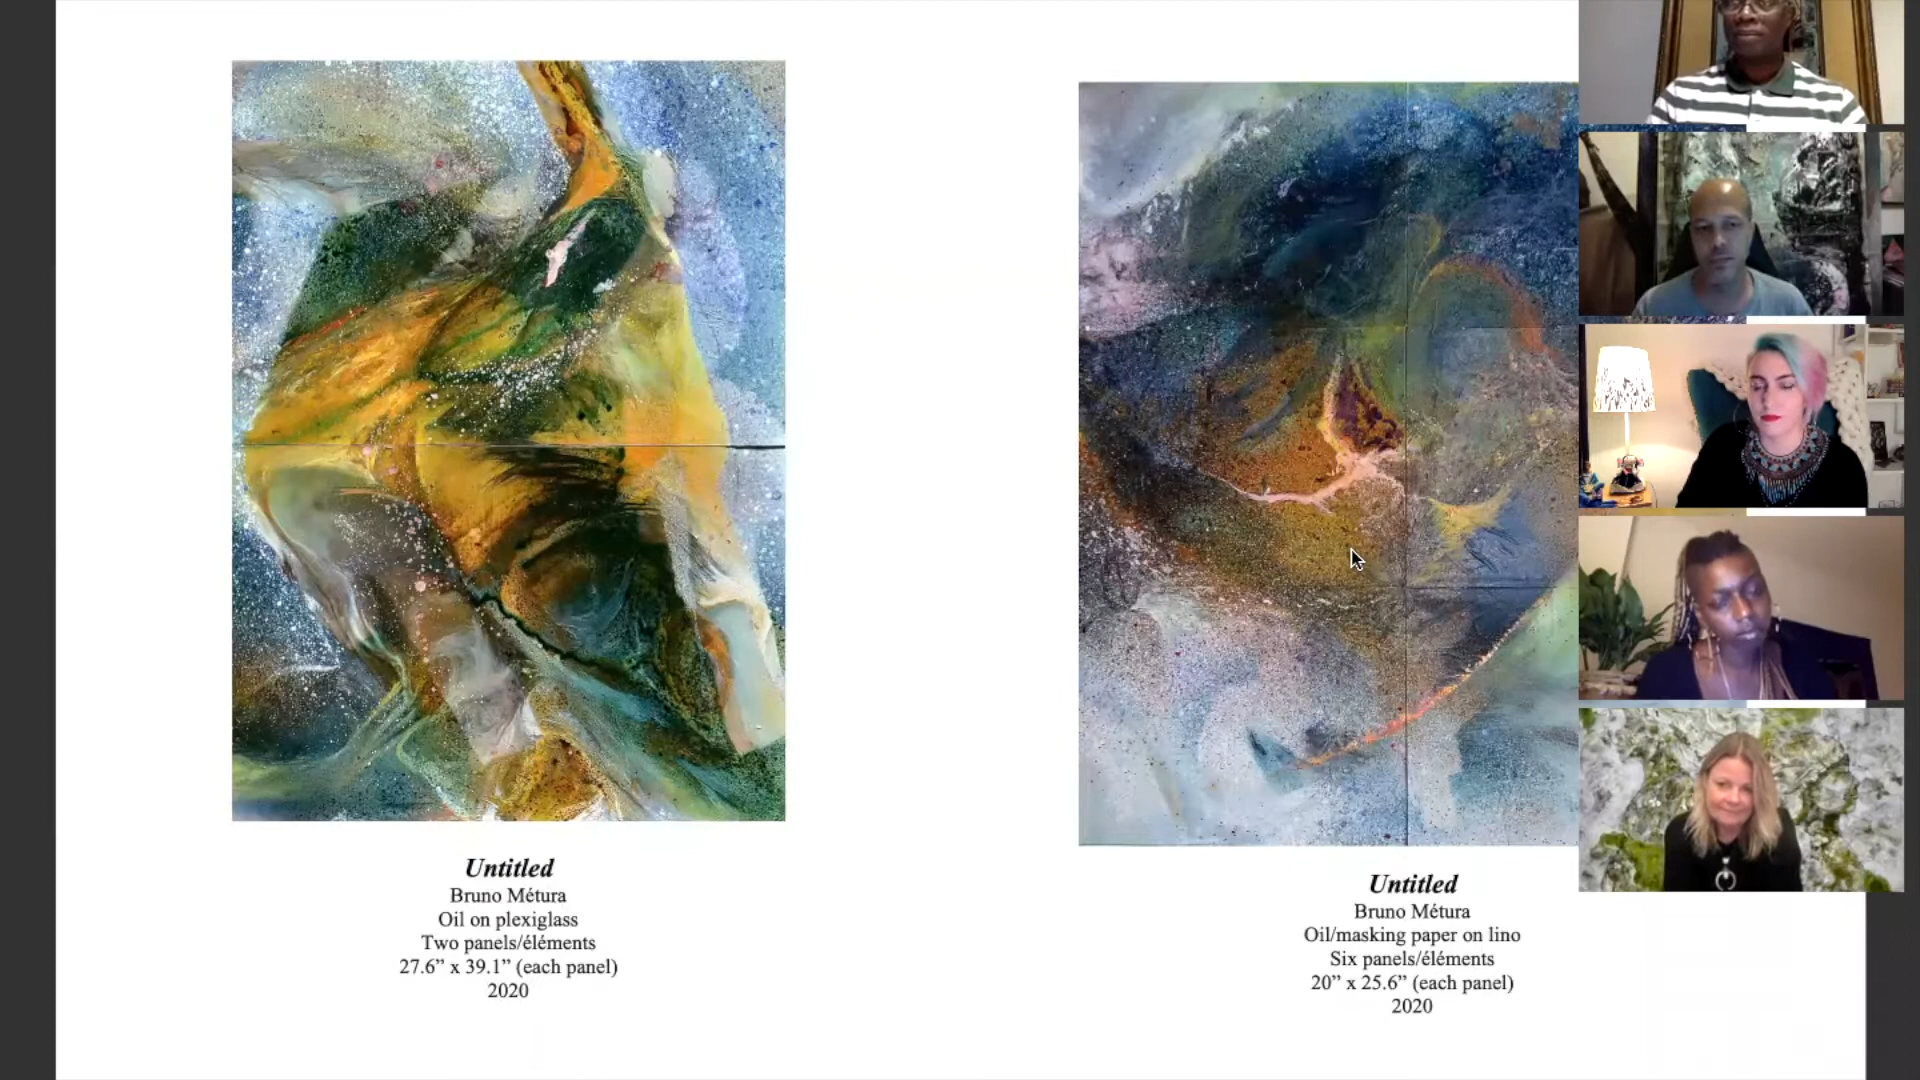 Untitled
Bruno Métura
Oil on plexiglass
Two panels/éléments
27.6” x 39.1” (each panel)
2020
Untitled
Bruno Métura
Oil/masking paper on lino
Six panels/éléments
20” x 25.6” (each panel)
2020